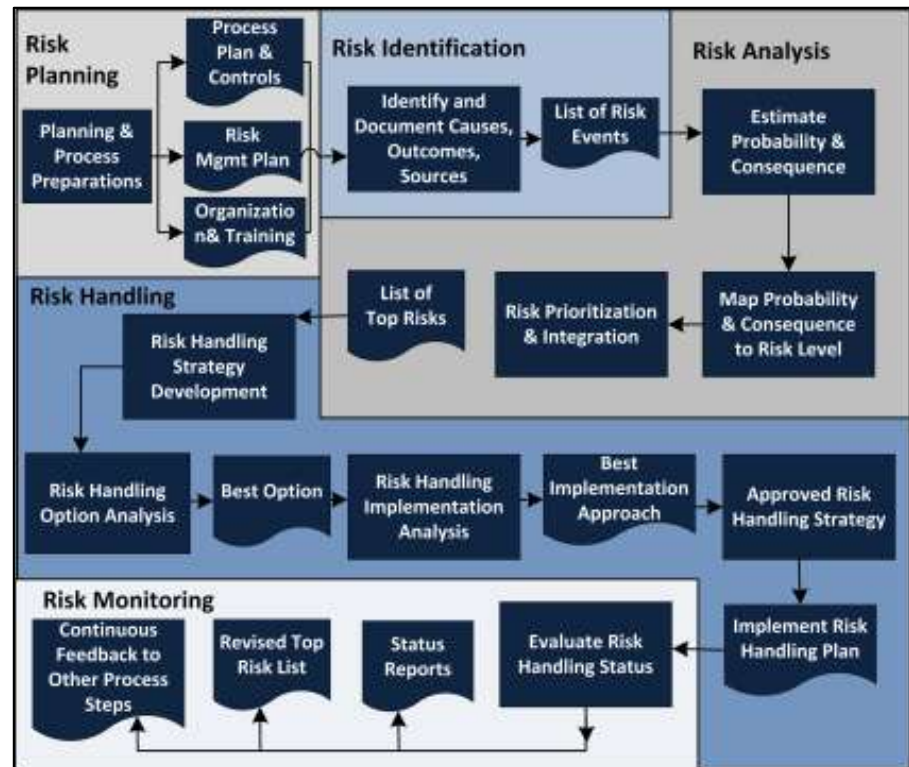 Risk
Planning
Planning &
Process
Preparations
Process
Plan &
Controls
Risk
Mgmt Plan
Organizatio
n& Training
Risk Identification
Identify and
Document Causes,
Outcomes,
Sources
List of Risk
Events
Risk Analysis
Estimate
Probability &
Consequence
Map Probability
& Consequence
to Risk Level
Risk Prioritization
& Integration
List of
Top Risks
Risk Handling
Risk Handling
Strategy
Development
Risk Handling
Option Analysis
Best Option
Risk Handling
Implementation
Analysis
Best
Implementation
Approach
Approved Risk
Handling Strategy
Implement Risk
Handling Plan
Risk Monitoring
Evaluate Risk
Handling Status
Status
Reports
Revised Top
Risk List
Continuous
Feedback to
Other Process
Steps